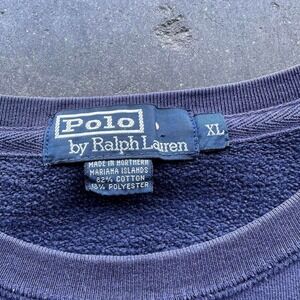 Polo
by Ralph Lauren
XL
MADE IN NORTHERN
MARIANA ISLANDS
82% COTTON
18% POLYESTER